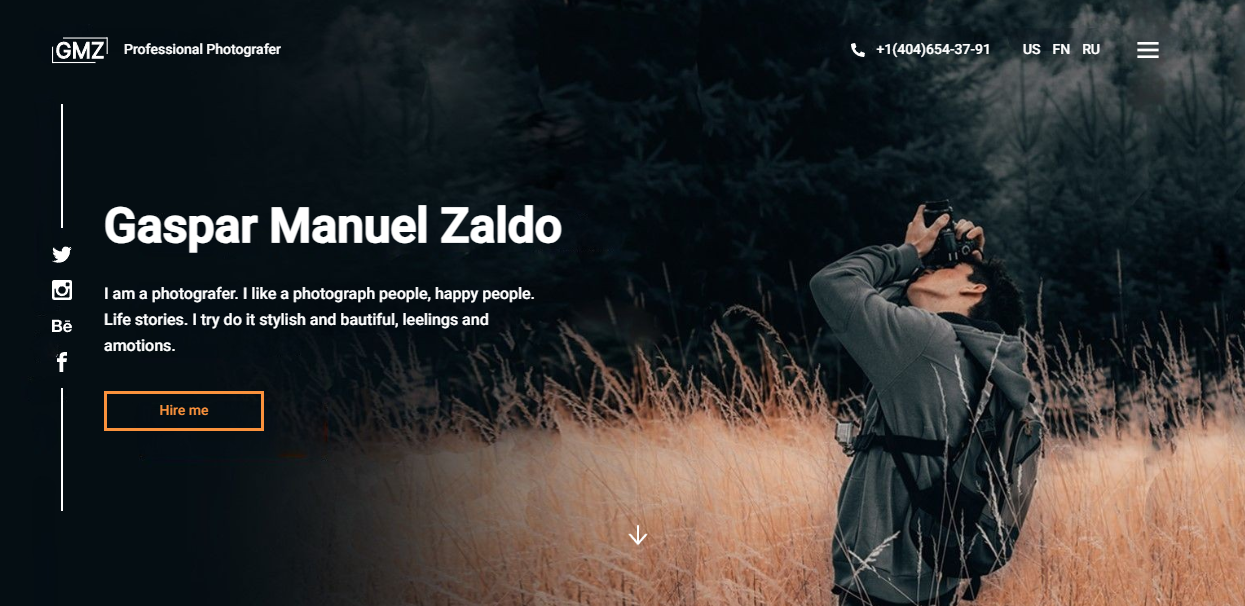 GMZ Professional Photografer
+1(404)654-37-91 US FN RU
Gaspar Manuel Zaldo
I am a photografer. I like a photograph people, happy people.
Life stories. I try do it stylish and bautiful, leelings and
amotions.
Bē
Hire me